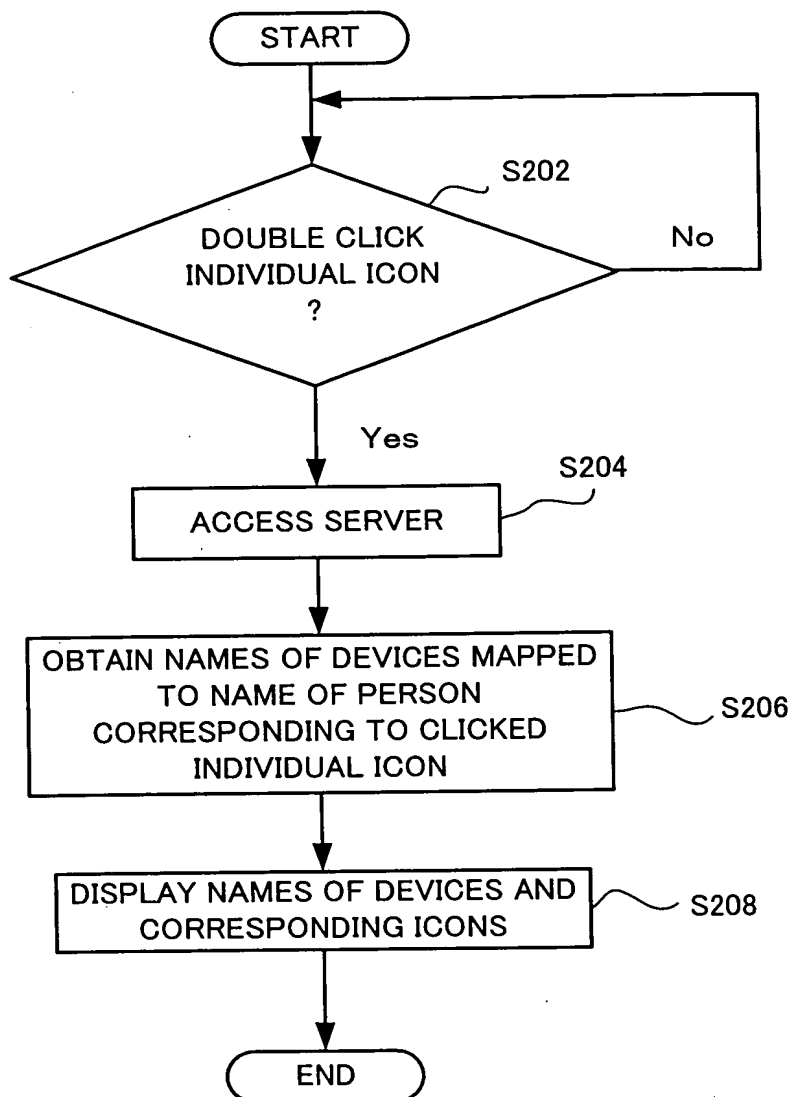 START
S202
DOUBLE CLICK
INDIVIDUAL ICON
?
No
Yes
S204
ACCESS SERVER
OBTAIN NAMES OF DEVICES MAPPED
TO NAME OF PERSON
CORRESPONDING TO CLICKED
INDIVIDUAL ICON
S206
DISPLAY NAMES OF DEVICES AND
CORRESPONDING ICONS
S208
END